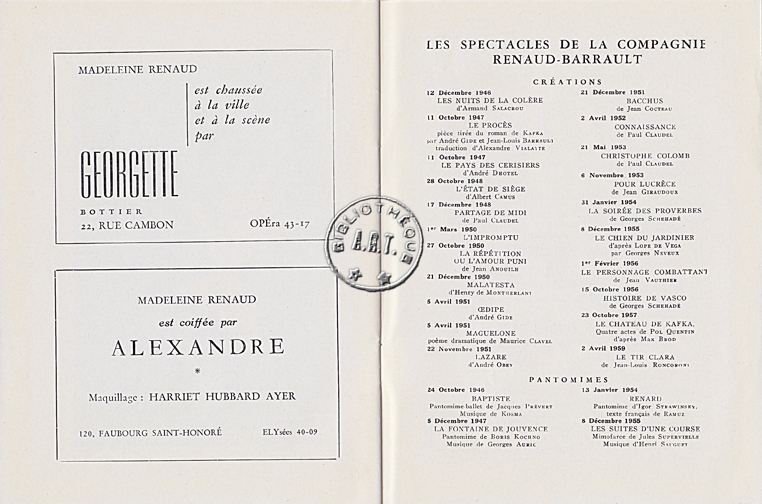 MADELEINE RENAUD
est chaussée
à la ville
et à la scène
par
GEORGETTE
BOTTIER
22, RUE CAMBON OPÉra 43-17
MADELEINE RENAUD
est coiffée par
ALEXANDRE
*
Maquillage : HARRIET HUBBARD AYER
120, FAUBOURG SAINT-HONORÉ ELYsées 40-09
BIBLIOTHÈQUE
A.R.T.
LES SPECTACLES DE LA COMPAGNIE
RENAUD-BARRAULT
CRÉATIONS
12 Décembre 1946
LES NUITS DE LA COLÈRE
d'Armand SALACROU
11 Octobre 1947
LE PROCÈS
pièce tirée du roman de KAFKA
par André GIDE et Jean-Louis BARRAULT
traduction d'Alexandre VIALATTE
11 Octobre 1947
LE PAYS DES CERISIERS
d'André DHOTEL
28 Octobre 1948
L'ÉTAT DE SIÈGE
d'Albert CAMUS
17 Décembre 1948
PARTAGE DE MIDI
de Paul CLAUDEL
1er Mars 1950
L'IMPROMPTU
27 Octobre 1950
LA RÉPÉTITION
OU L'AMOUR PUNI
de Jean ANOUILH
21 Décembre 1950
MALATESTA
d'Henry de MONTHERLANT
5 Avril 1951
ŒDIPE
d'André GIDE
5 Avril 1951
MAGUELONE
poème dramatique de Maurice CLAVEL
22 Novembre 1951
LAZARE
d'André OBEY
21 Décembre 1951
BACCHUS
de Jean COCTEAU
2 Avril 1952
CONNAISSANCE
de Paul CLAUDEL
21 Mai 1953
CHRISTOPHE COLOMB
de Paul CLAUDEL
6 Novembre 1953
POUR LUCRÈCE
de Jean GIRAUDOUX
31 Janvier 1954
LA SOIRÉE DES PROVERBES
de Georges SCHEHADÉ
8 Décembre 1955
LE CHIEN DU JARDINIER
d'après LOPE DE VEGA
par Georges NEVEUX
1er Février 1956
LE PERSONNAGE COMBATTANT
de Jean VAUTHIER
15 Octobre 1956
HISTOIRE DE VASCO
de Georges SCHEHADÉ
23 Octobre 1957
LE CHATEAU DE KAFKA,
Quatre actes de POL QUENTIN
d'après MAX BROD
2 Avril 1959
LE TIR CLARA
de Jean-Louis RONCORONI
PANTOMIMES
24 Octobre 1946
BAPTISTE
Pantomime-ballet de Jacques PRÉVERT
Musique de KOSMA
5 Décembre 1947
LA FONTAINE DE JOUVENCE
Pantomime de BORIS KOCHNO
Musique de Georges AURIC
13 Janvier 1954
RENARD
Pantomime d'Igor STRAWINSKY,
texte français de RAMUZ
8 Décembre 1955
LES SUITES D'UNE COURSE
Mimofarce de Jules SUPERVIELLE
Musique d'Henri SAUGUET